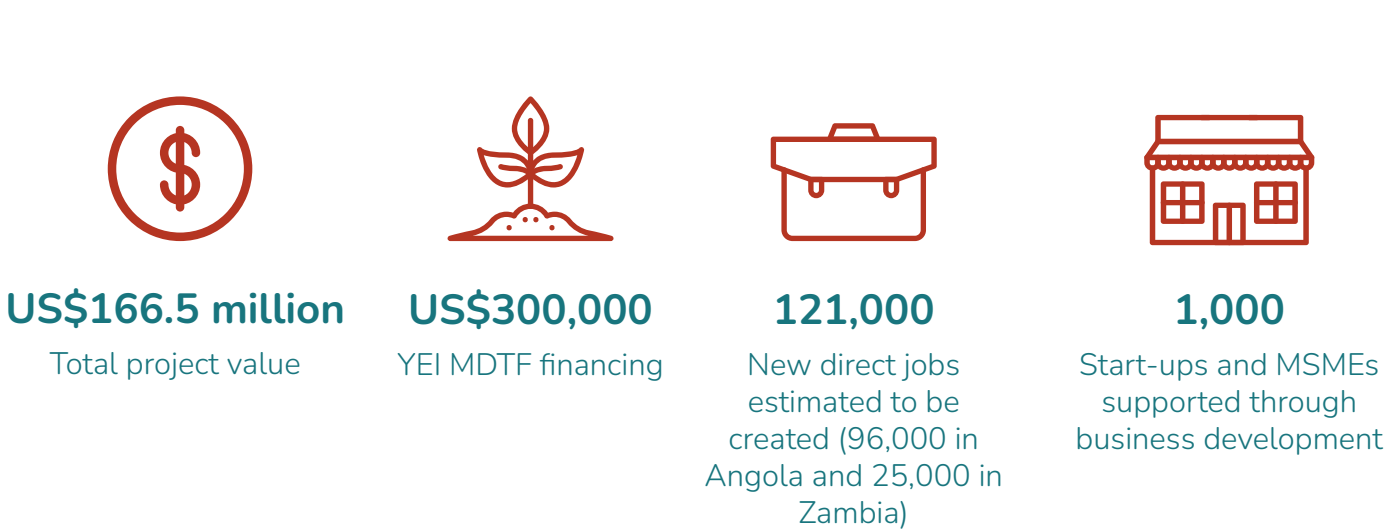 US$166.5 million
Total project value
US$300,000
YEI MDTF financing
121,000
New direct jobs
estimated to be
created (96,000 in
Angola and 25,000 in
Zambia)
1,000
Start-ups and MSMEs
supported through
business development